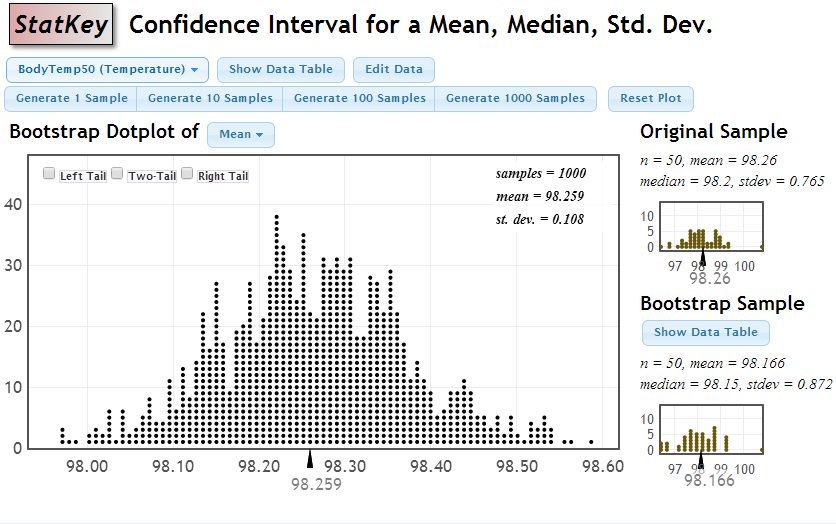 StatKey Confidence Interval for a Mean, Median, Std. Dev.
BodyTemp50 (Temperature) Show Data Table Edit Data
Generate 1 Sample Generate 10 Samples Generate 100 Samples Generate 1000 Samples Reset Plot
Bootstrap Dotplot of Mean
Left Tail Two-Tail Right Tail
samples = 1000
mean = 98.259
st. dev. = 0.108
40
30
20
10
0
98.00 98.10 98.20 98.30 98.40 98.50 98.60
98.259
Original Sample
n = 50, mean = 98.26
median = 98.2, stdev = 0.765
10
5
0
97 98 99 100
98.26
Bootstrap Sample
Show Data Table
n = 50, mean = 98.166
median = 98.15, stdev = 0.872
10
5
0
97 98 99 100
98.166